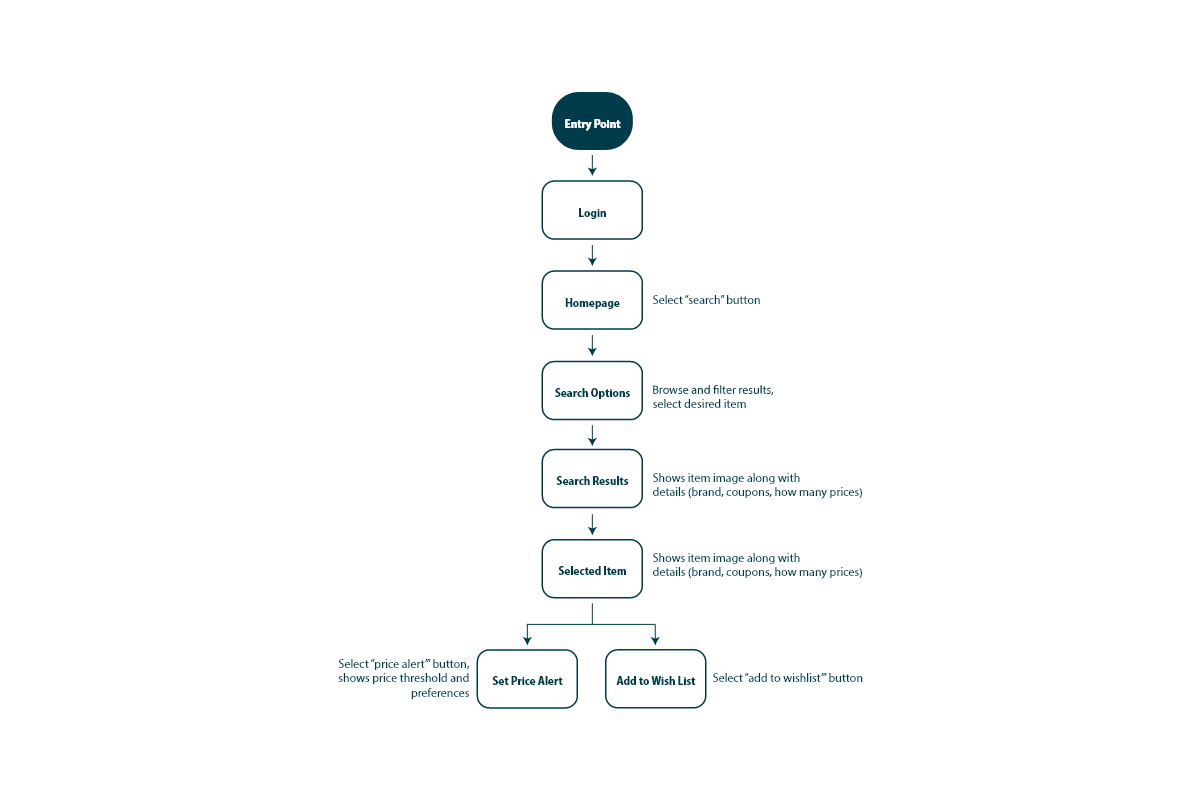 Entry Point
Login
Homepage
Select “search” button
Search Options
Browse and filter results,
select desired item
Search Results
Shows item image along with
details (brand, coupons, how many prices)
Selected Item
Shows item image along with
details (brand, coupons, how many prices)
Select “price alert”” button,
shows price threshold and
preferences
Set Price Alert
Add to Wish List
Select “add to wishlist”” button